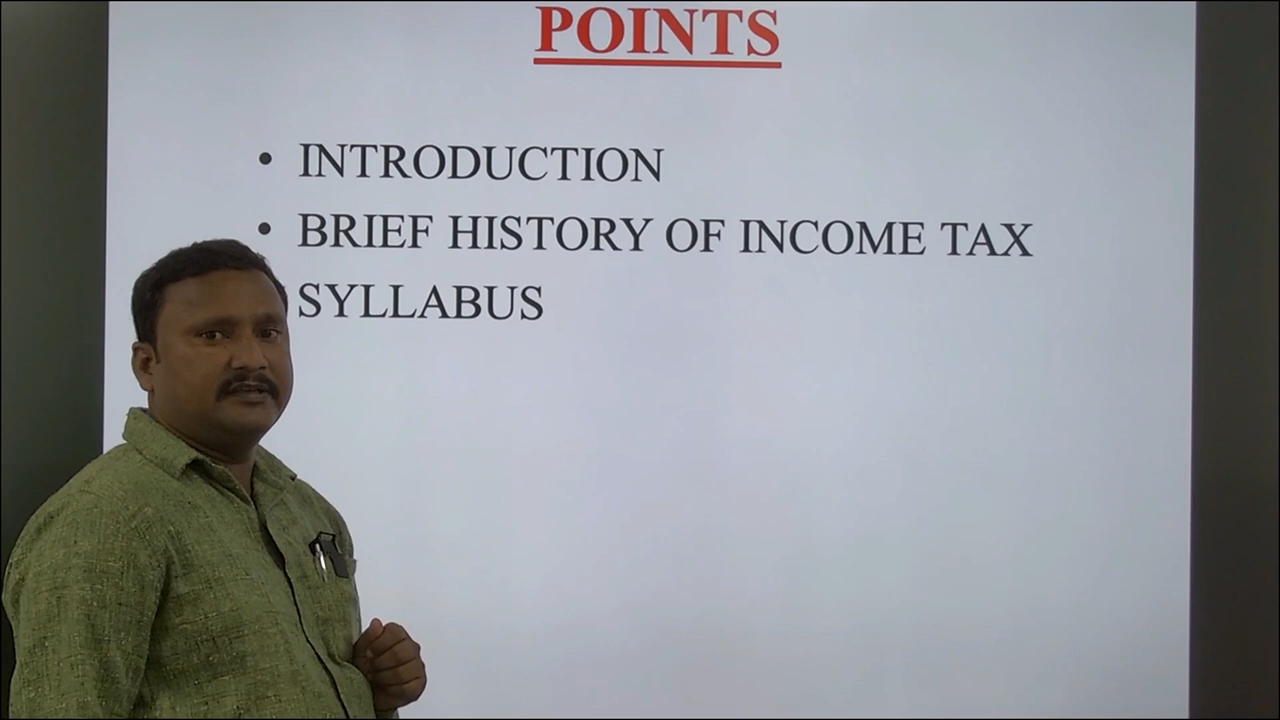 POINTS
• INTRODUCTION
• BRIEF HISTORY OF INCOME TAX
SYLLABUS